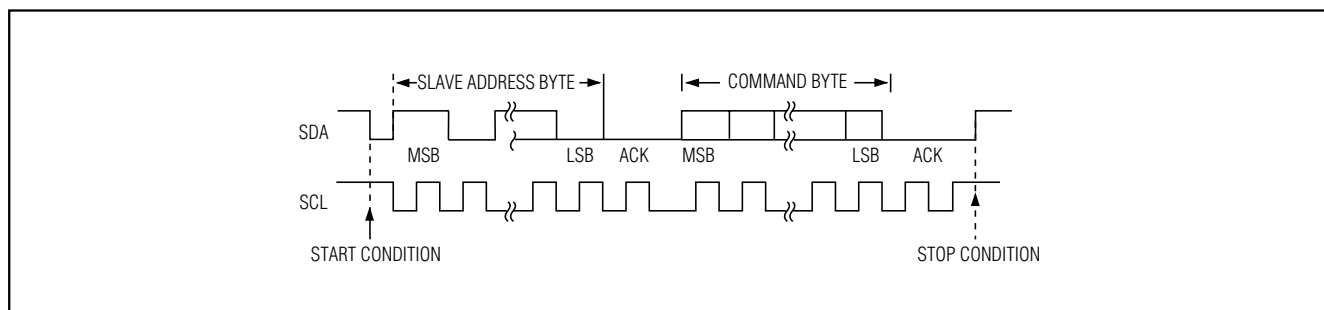 SLAVE ADDRESS BYTE
COMMAND BYTE
SDA
MSB
LSB
ACK
MSB
LSB
ACK
SCL
START CONDITION
STOP CONDITION